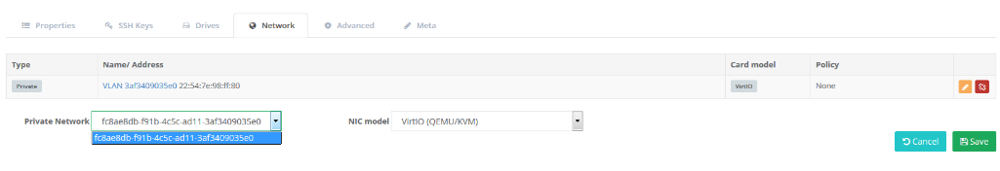 Properties SSH Keys Drives Network Advanced Meta
Type Name/ Address Card model Policy
Private VLAN 3af3409035e0 22:54:7e:98:ff:80 VirtIO None
Private Network fc8ae8db-f91b-4c5c-ad11-3af3409035e0 NIC model VirtIO (QEMU/KVM)
fc8ae8db-f91b-4c5c-ad11-3af3409035e0
Cancel Save